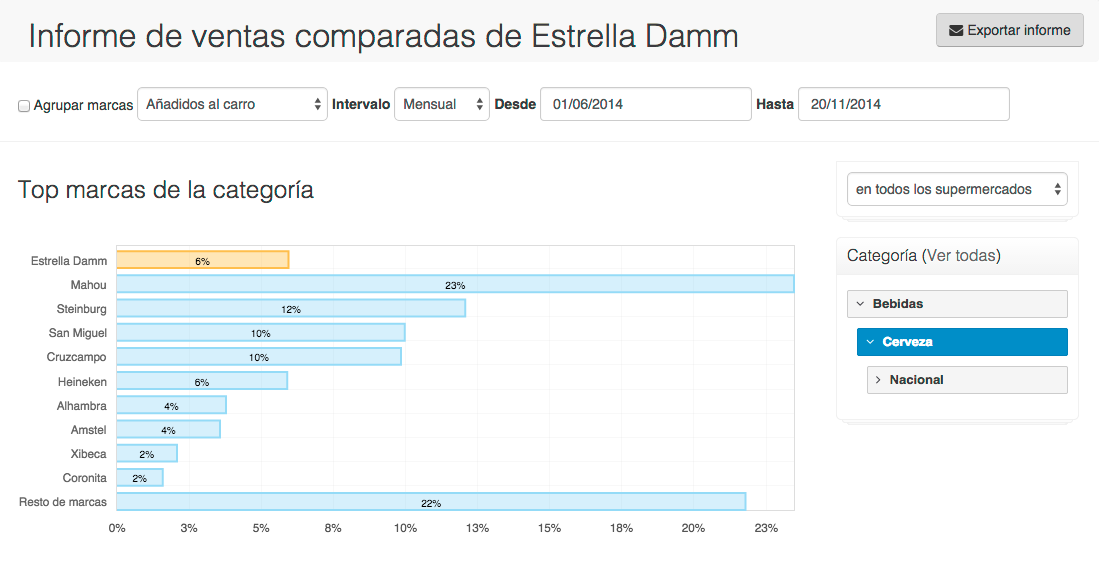 Informe de ventas comparadas de Estrella Damm
Exportar informe
Agrupar marcas Añadidos al carro Intervalo Mensual Desde 01/06/2014 Hasta 20/11/2014
Top marcas de la categoría
Estrella Damm 6%
Mahou 23%
Steinburg 12%
San Miguel 10%
Cruzcampo 10%
Heineken 6%
Alhambra 4%
Amstel 4%
Xibeca 2%
Coronita 2%
Resto de marcas 22%
0% 3% 5% 8% 10% 13% 15% 18% 20% 23%
en todos los supermercados
Categoría (Ver todas)
Bebidas
Cerveza
Nacional